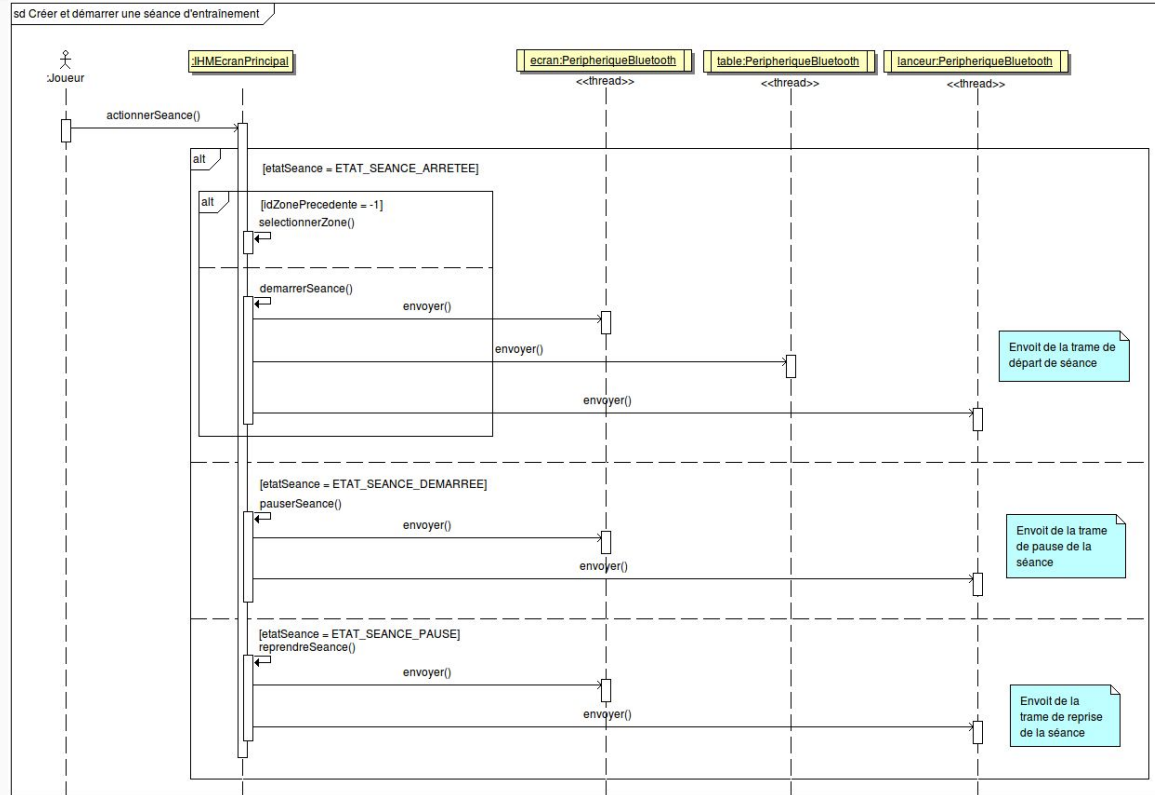 sd Créer et démarrer une séance d'entraînement
:Joueur
:IHMEcranPrincipal
ecran:PeripheriqueBluetooth
<<thread>>
table:PeripheriqueBluetooth
<<thread>>
lanceur:PeripheriqueBluetooth
<<thread>>
actionnerSeance()
alt
[etatSeance = ETAT_SEANCE_ARRETEE]
alt
[idZonePrecedente = -1]
selectionnerZone()
demarrerSeance()
envoyer()
envoyer()
envoyer()
Envoit de la trame de
départ de séance
[etatSeance = ETAT_SEANCE_DEMARREE]
pauserSeance()
envoyer()
envoyer()
Envoit de la trame
de pause de la
séance
[etatSeance = ETAT_SEANCE_PAUSE]
reprendreSeance()
envoyer()
envoyer()
Envoit de la
trame de reprise
de la séance